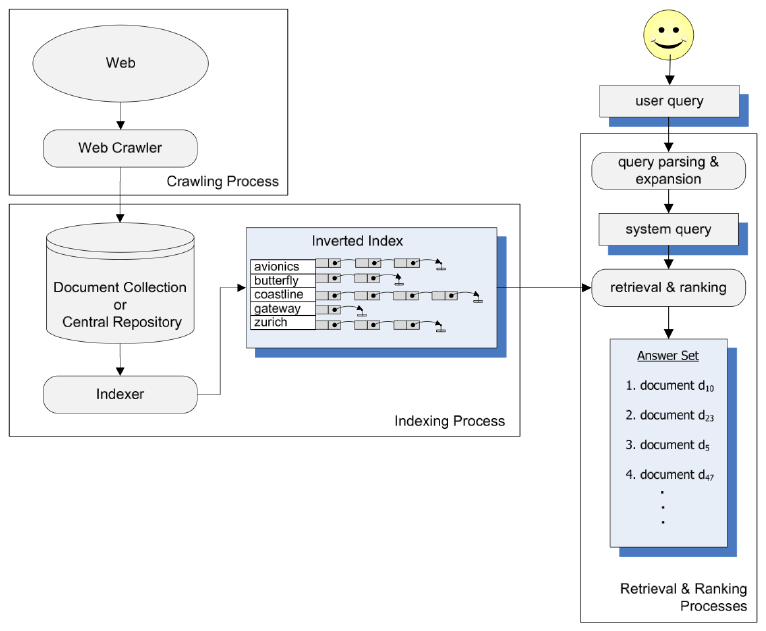 Web
Web Crawler
Crawling Process
Document Collection
or
Central Repository
Indexer
Inverted Index
avionics
butterfly
coastline
gateway
zurich
Indexing Process
user query
query parsing &
expansion
system query
retrieval & ranking
Answer Set
1. document d10
2. document d23
3. document d5
4. document d47
.
.
.
Retrieval & Ranking
Processes